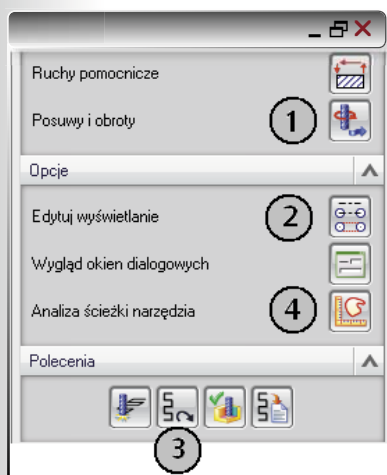 Ruchy pomocnicze
Posuwy i obroty 1
Opcje
Edytuj wyświetlanie 2
Wygląd okien dialogowych
Analiza ścieżki narzędzia 4
Polecenia
3